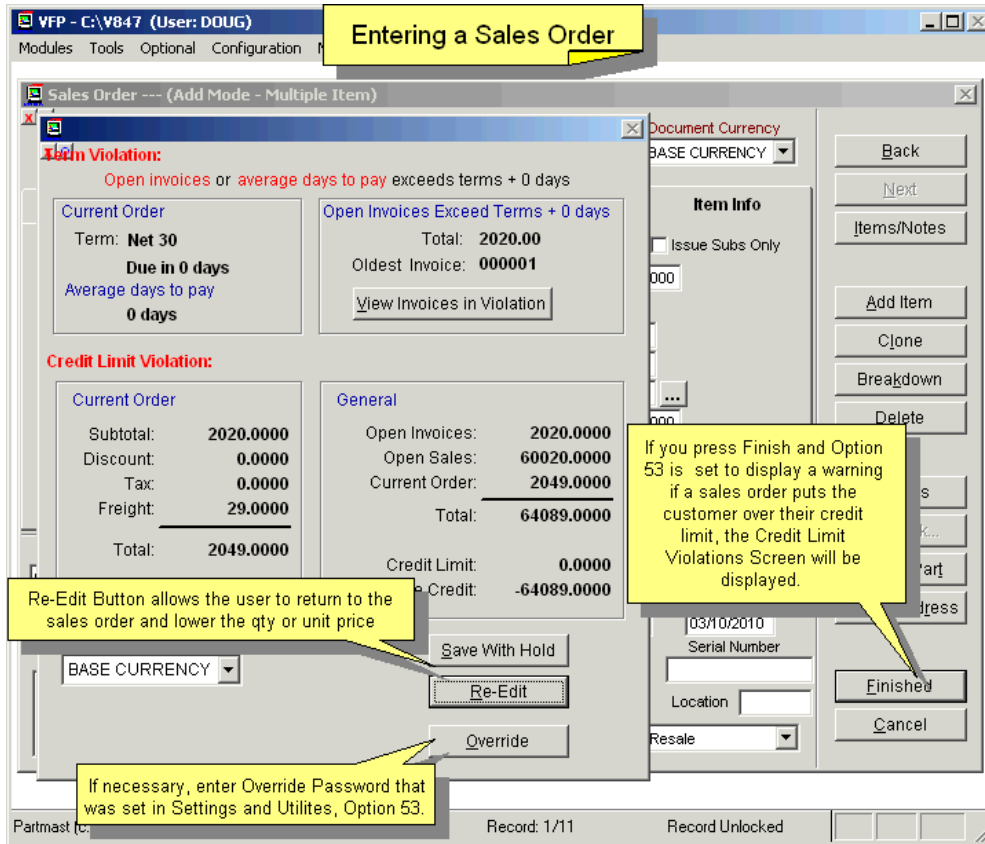 VFP - C:\V847 (User: DOUG)
Entering a Sales Order
Modules Tools Optional Configuration
Sales Order --- (Add Mode - Multiple Item)
Term Violation:
Open invoices or average days to pay exceeds terms + 0 days
Current Order
Term: Net 30
Due in 0 days
Average days to pay
0 days
Open Invoices Exceed Terms + 0 days
Total: 2020.00
Oldest Invoice: 000001
View Invoices in Violation
Credit Limit Violation:
Current Order
Subtotal: 2020.0000
Discount: 0.0000
Tax: 0.0000
Freight: 29.0000
Total: 2049.0000
General
Open Invoices: 2020.0000
Open Sales: 60020.0000
Current Order: 2049.0000
Total: 64089.0000
Credit Limit: 0.0000
Credit: -64089.0000
Re-Edit Button allows the user to return to the
sales order and lower the qty or unit price
BASE CURRENCY
Save With Hold
Re-Edit
Override
If necessary, enter Override Password that
was set in Settings and Utilites, Option 53.
Document Currency
BASE CURRENCY
Item Info
Issue Subs Only
000
...
000
03/10/2010
Serial Number
Location
Resale
Back
Next
Items/Notes
Add Item
Clone
Breakdown
Delete
If you press Finish and Option
53 is set to display a warning
if a sales order puts the
customer over their credit
limit, the Credit Limit
Violations Screen will be
displayed.
Finished
Cancel
Partmast (c:
Record: 1/11
Record Unlocked